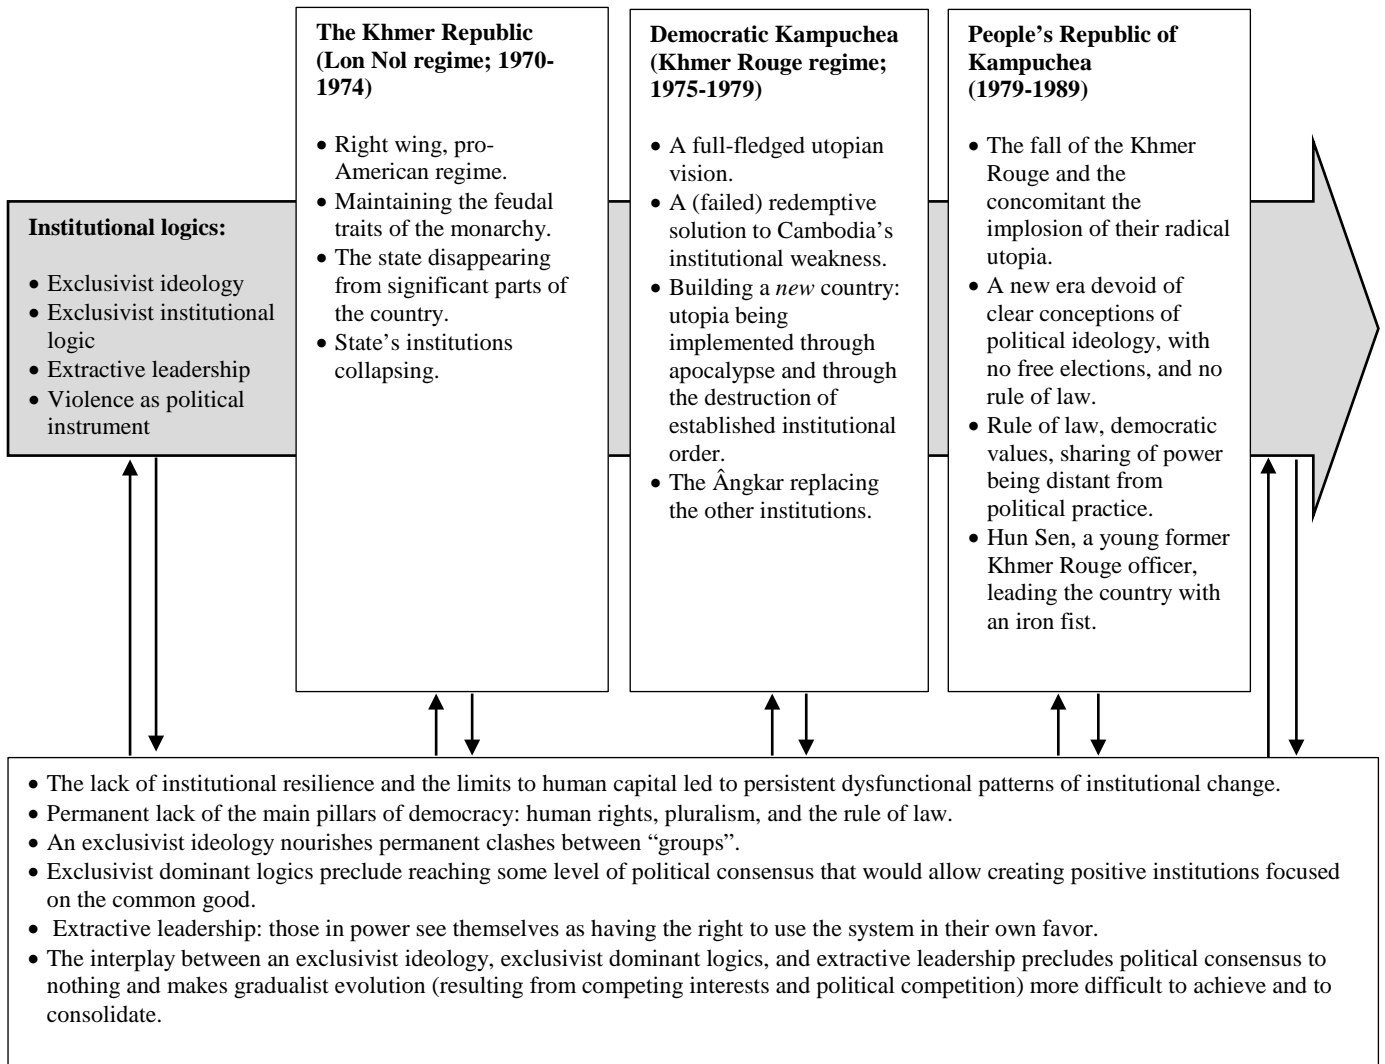 Institutional logics:
• Exclusivist ideology
• Exclusivist institutional
logic
• Extractive leadership
• Violence as political
instrument
The Khmer Republic
(Lon Nol regime; 1970-
1974)
• Right wing, pro-
American regime.
• Maintaining the feudal
traits of the monarchy.
• The state disappearing
from significant parts of
the country.
• State’s institutions
collapsing.
Democratic Kampuchea
(Khmer Rouge regime;
1975-1979)
• A full-fledged utopian
vision.
• A (failed) redemptive
solution to Cambodia’s
institutional weakness.
• Building a new country:
utopia being
implemented through
apocalypse and through
the destruction of
established institutional
order.
• The Ângkar replacing
the other institutions.
People’s Republic of
Kampuchea
(1979-1989)
• The fall of the Khmer
Rouge and the
concomitant the
implosion of their radical
utopia.
• A new era devoid of
clear conceptions of
political ideology, with
no free elections, and no
rule of law.
• Rule of law, democratic
values, sharing of power
being distant from
political practice.
• Hun Sen, a young former
Khmer Rouge officer,
leading the country with
an iron fist.
• The lack of institutional resilience and the limits to human capital led to persistent dysfunctional patterns of institutional change.
• Permanent lack of the main pillars of democracy: human rights, pluralism, and the rule of law.
• An exclusivist ideology nourishes permanent clashes between “groups”.
• Exclusivist dominant logics preclude reaching some level of political consensus that would allow creating positive institutions focused
on the common good.
• Extractive leadership: those in power see themselves as having the right to use the system in their own favor.
• The interplay between an exclusivist ideology, exclusivist dominant logics, and extractive leadership precludes political consensus to
nothing and makes gradualist evolution (resulting from competing interests and political competition) more difficult to achieve and to
consolidate.